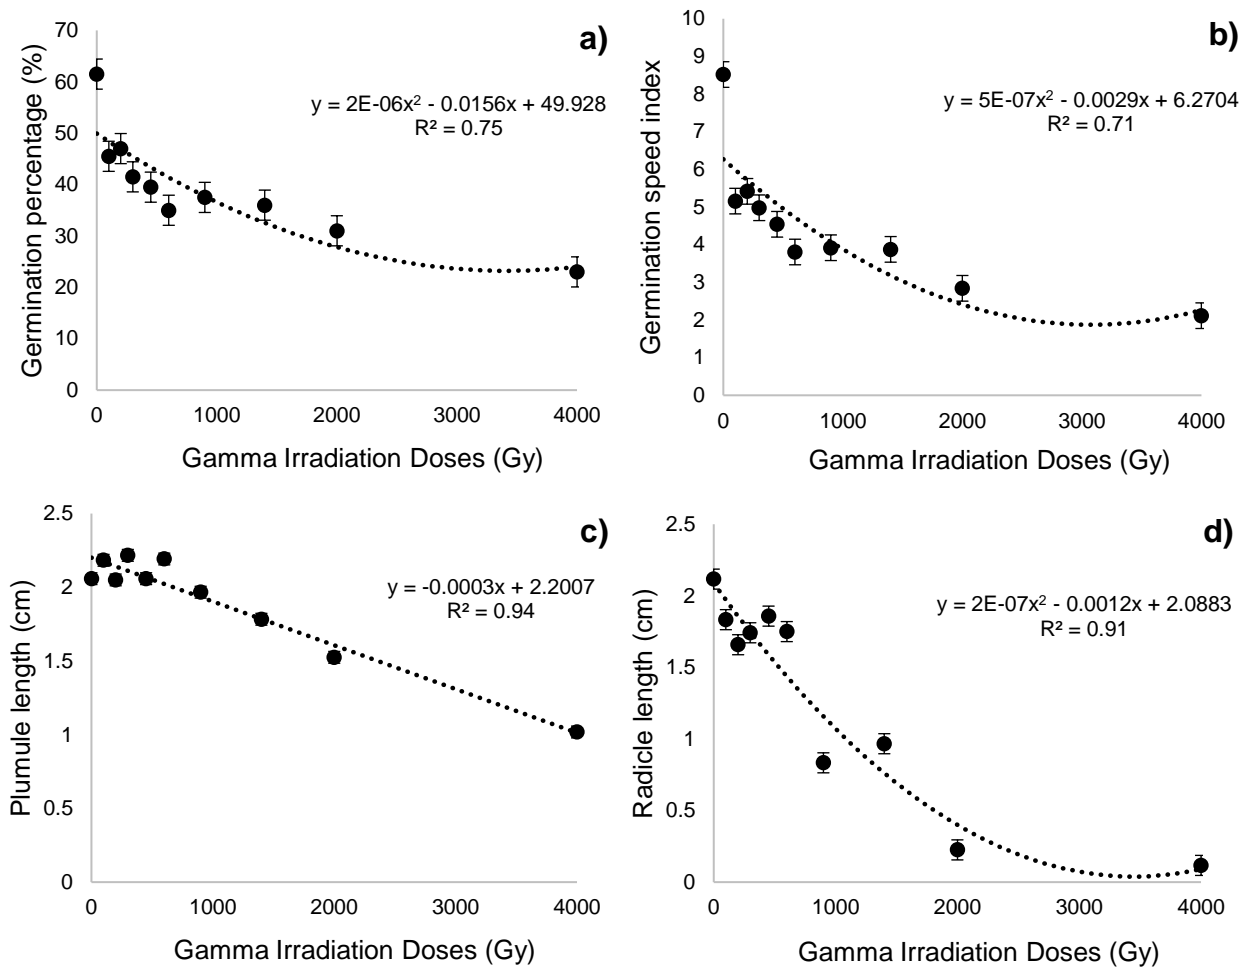 a)
70
60
50
40
30
20
10
0
Germination percentage (%)
y = 2E-06x² - 0.0156x + 49.928
R² = 0.75
0 1000 2000 3000 4000
Gamma Irradiation Doses (Gy)
b)
10
9
8
7
6
5
4
3
2
1
0
Germination speed index
y = 5E-07x² - 0.0029x + 6.2704
R² = 0.71
0 1000 2000 3000 4000
Gamma Irradiation Doses (Gy)
c)
2.5
2
1.5
1
0.5
0
Plumule length (cm)
y = -0.0003x + 2.2007
R² = 0.94
0 1000 2000 3000 4000
Gamma Irradiation Doses (Gy)
d)
2.5
2
1.5
1
0.5
0
Radicle length (cm)
y = 2E-07x² - 0.0012x + 2.0883
R² = 0.91
0 1000 2000 3000 4000
Gamma Irradiation Doses (Gy)